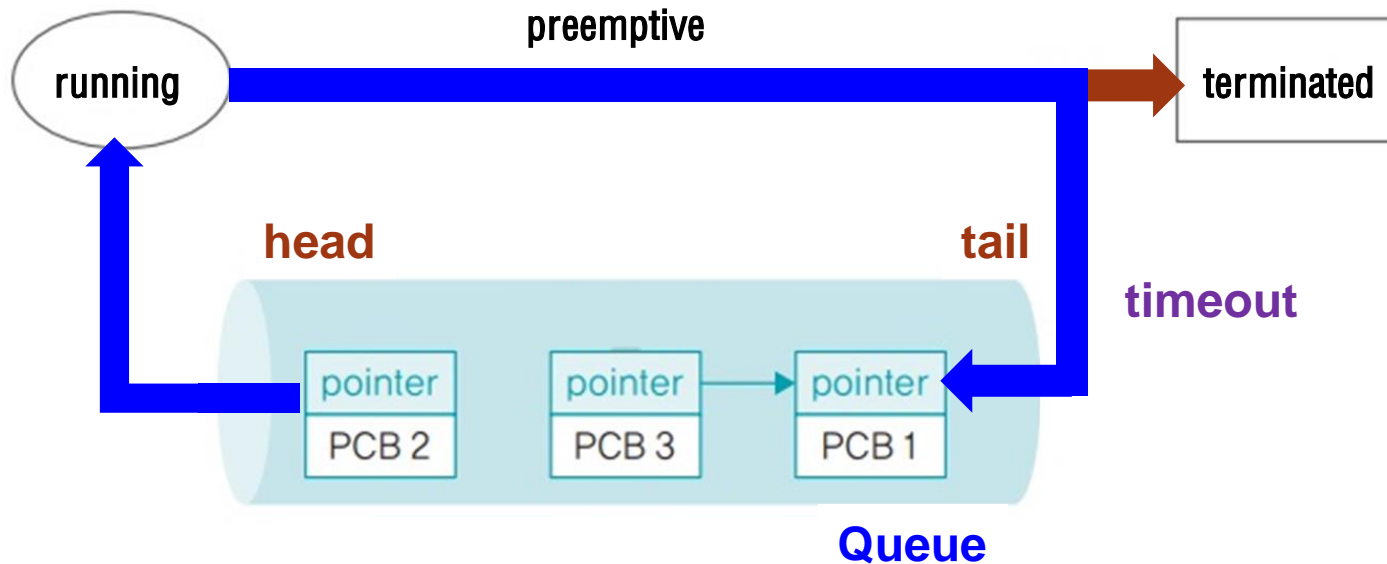 preemptive
running
terminated
head
tail
timeout
pointer
pointer
pointer
PCB 2
PCB 3
PCB 1
Queue